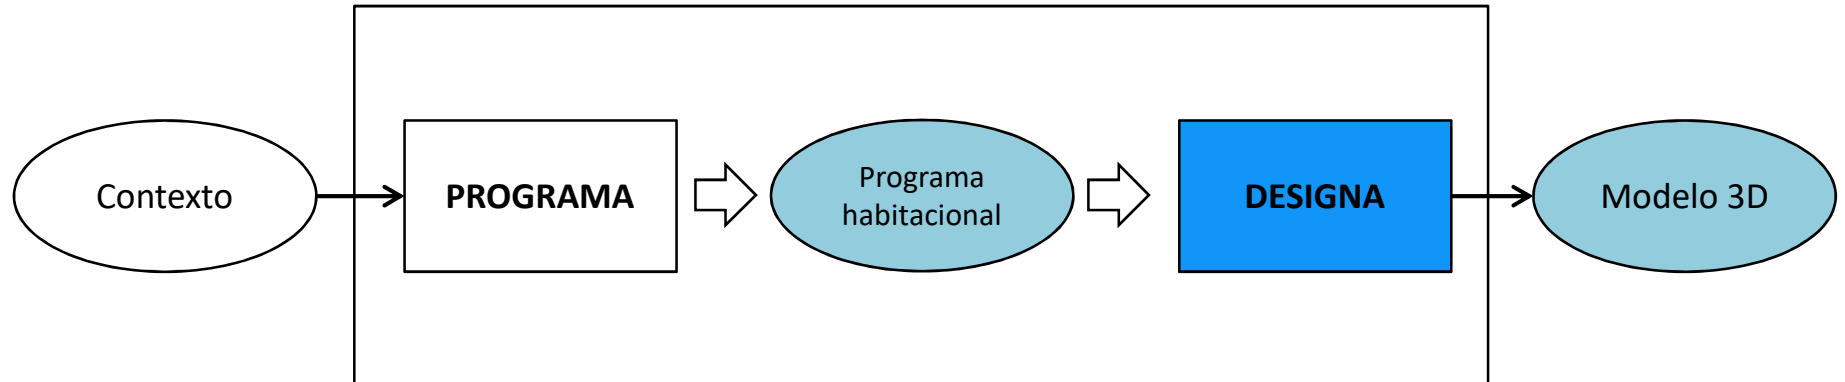 Contexto
PROGRAMA
Programa
habitacional
DESIGNA
Modelo 3D